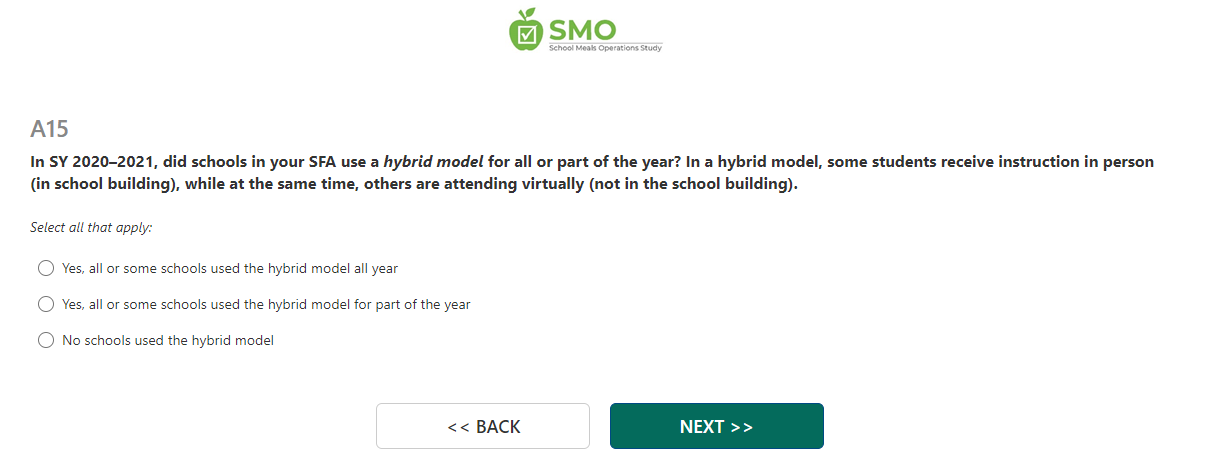 SMO
School Meals Operations Study
A15
In SY 2020–2021, did schools in your SFA use a hybrid model for all or part of the year? In a hybrid model, some students receive instruction in person
(in school building), while at the same time, others are attending virtually (not in the school building).
Select all that apply:
Yes, all or some schools used the hybrid model all year
Yes, all or some schools used the hybrid model for part of the year
No schools used the hybrid model
<< BACK
NEXT >>